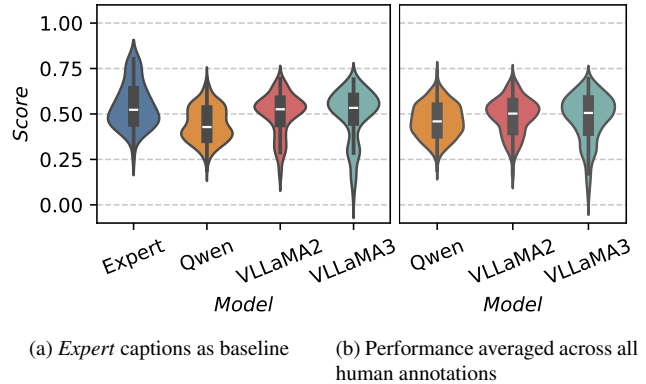 1.00
0.75
0.50
0.25
0.00
Score
Expert
Qwen
VLLaMA2
VLLaMA3
Model
Qwen
VLLaMA2
VLLaMA3
Model
(a) Expert captions as baseline
(b) Performance averaged across all
human annotations